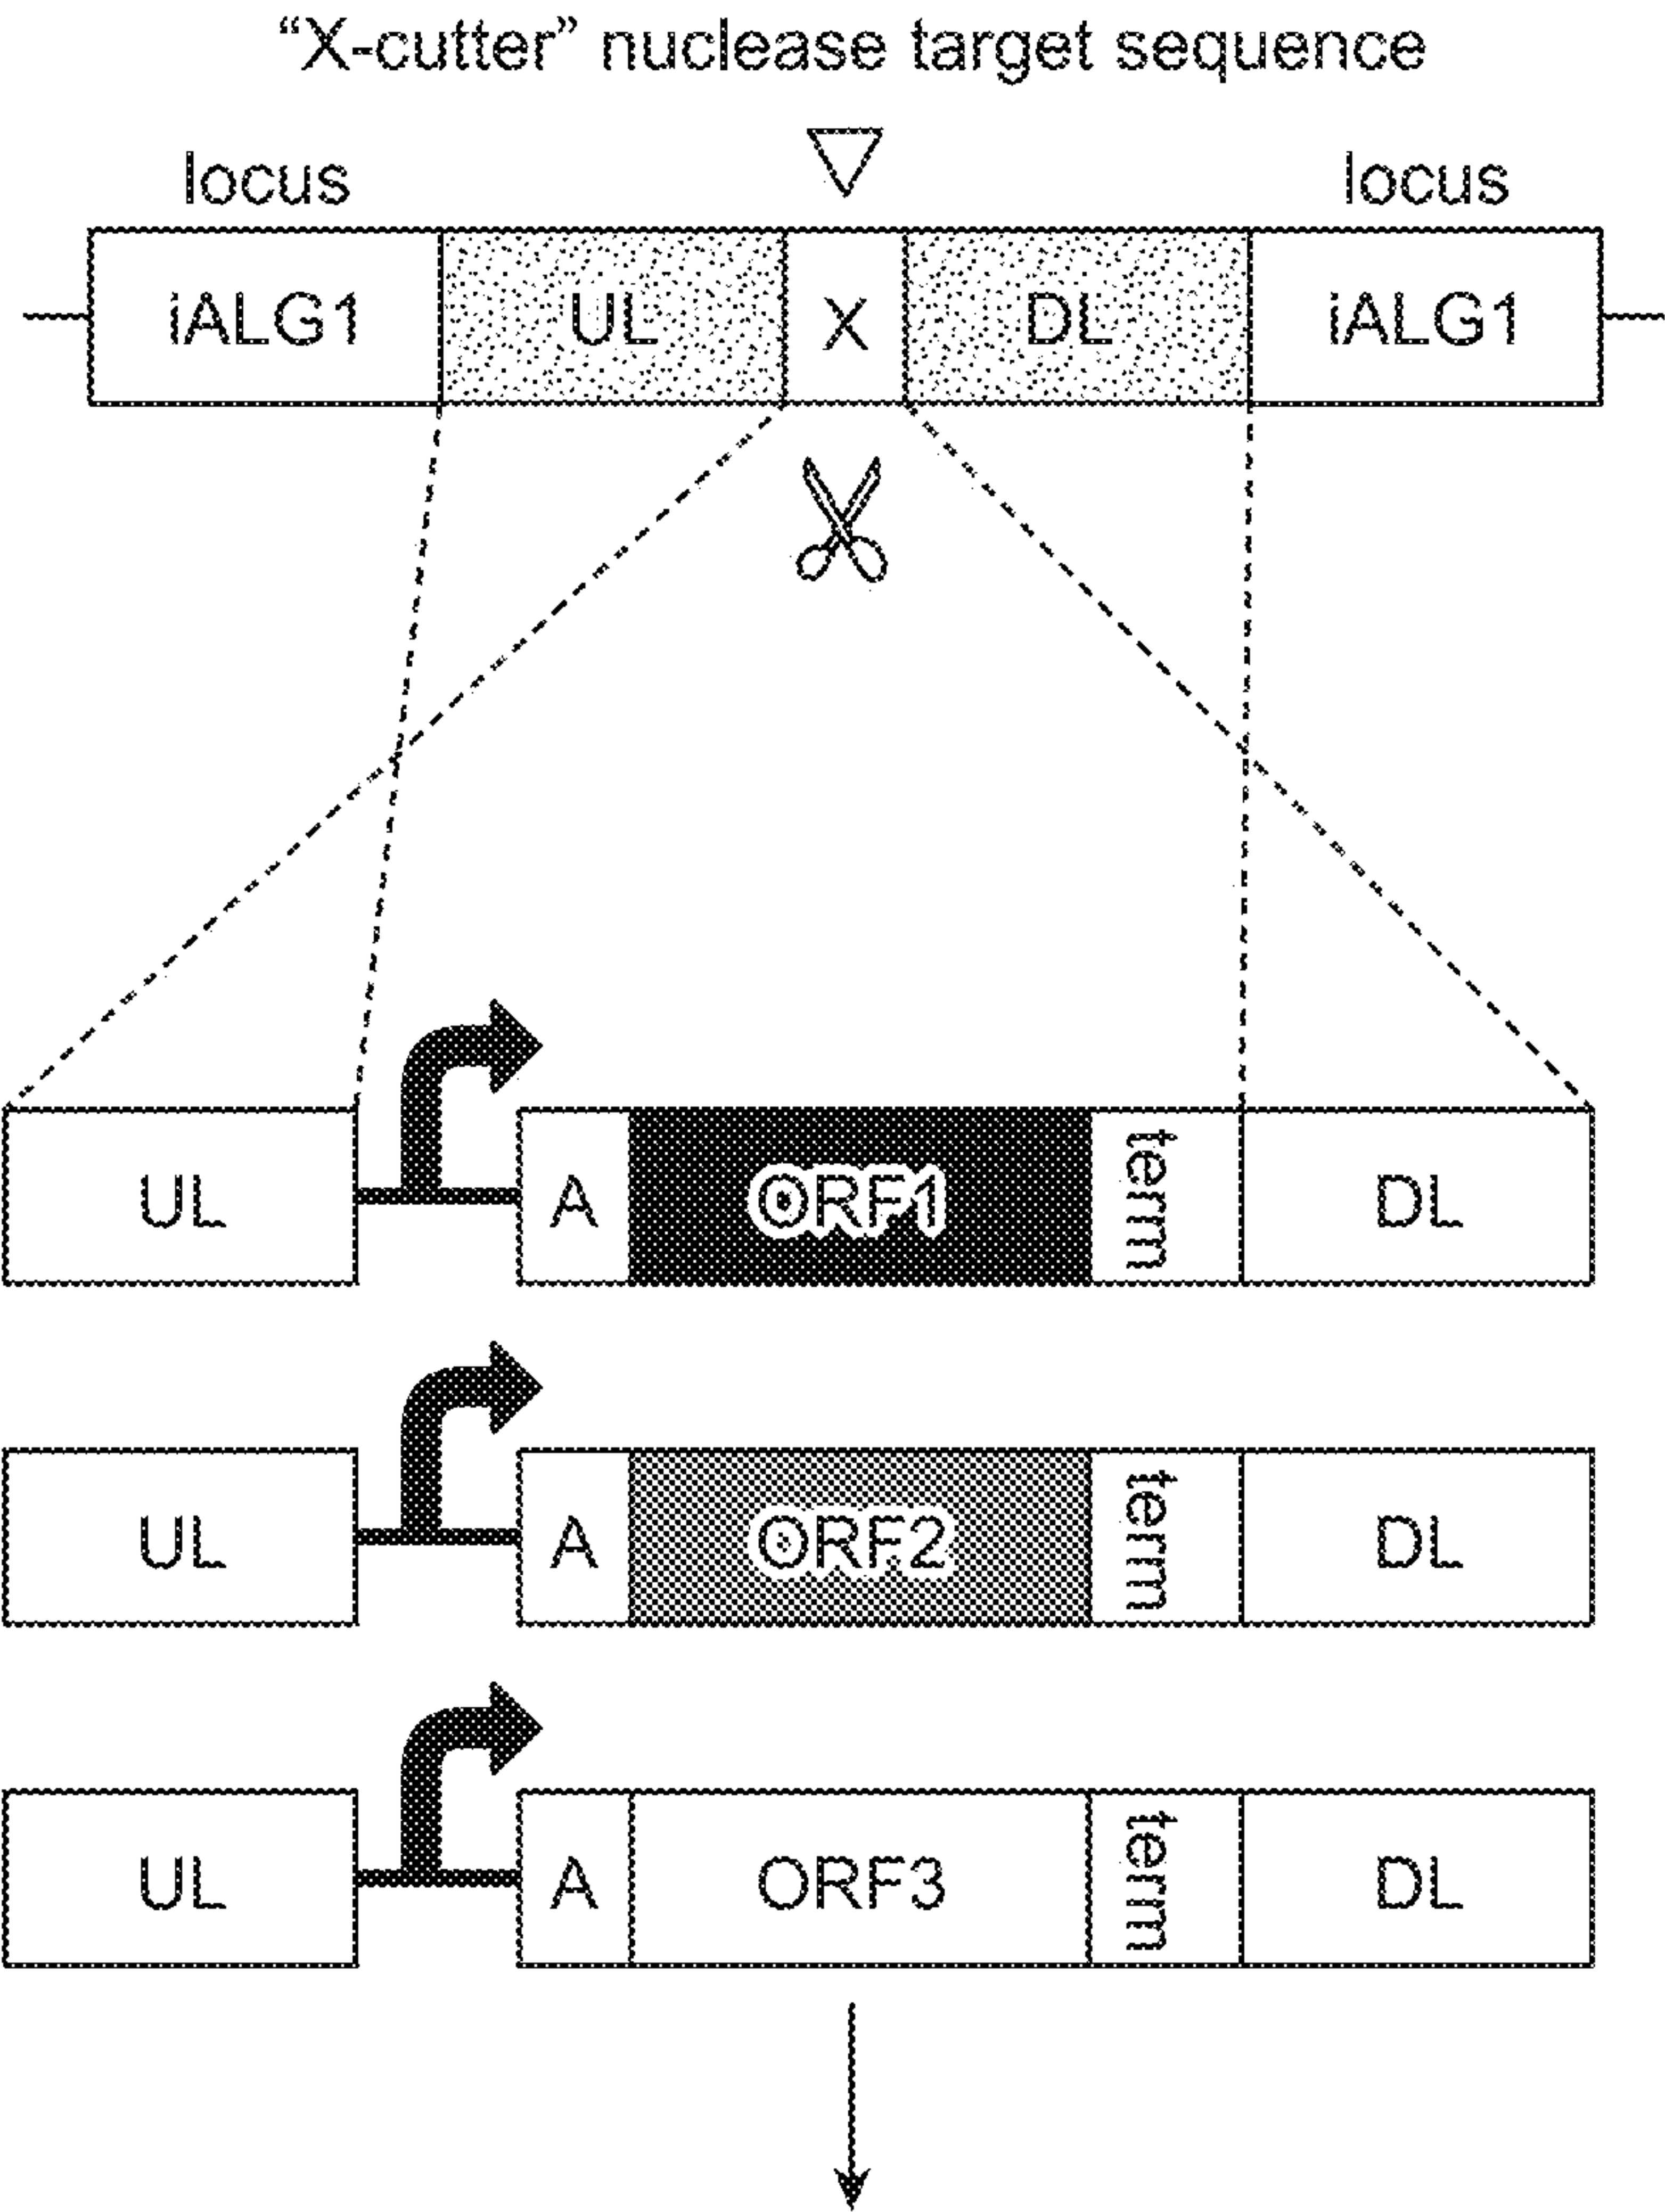 “X-cutter” nuclease target sequence
locus locus
iALG1 UL X DL iALG1
UL A ORF1 term DL
UL A ORF2 term DL
UL A ORF3 term DL